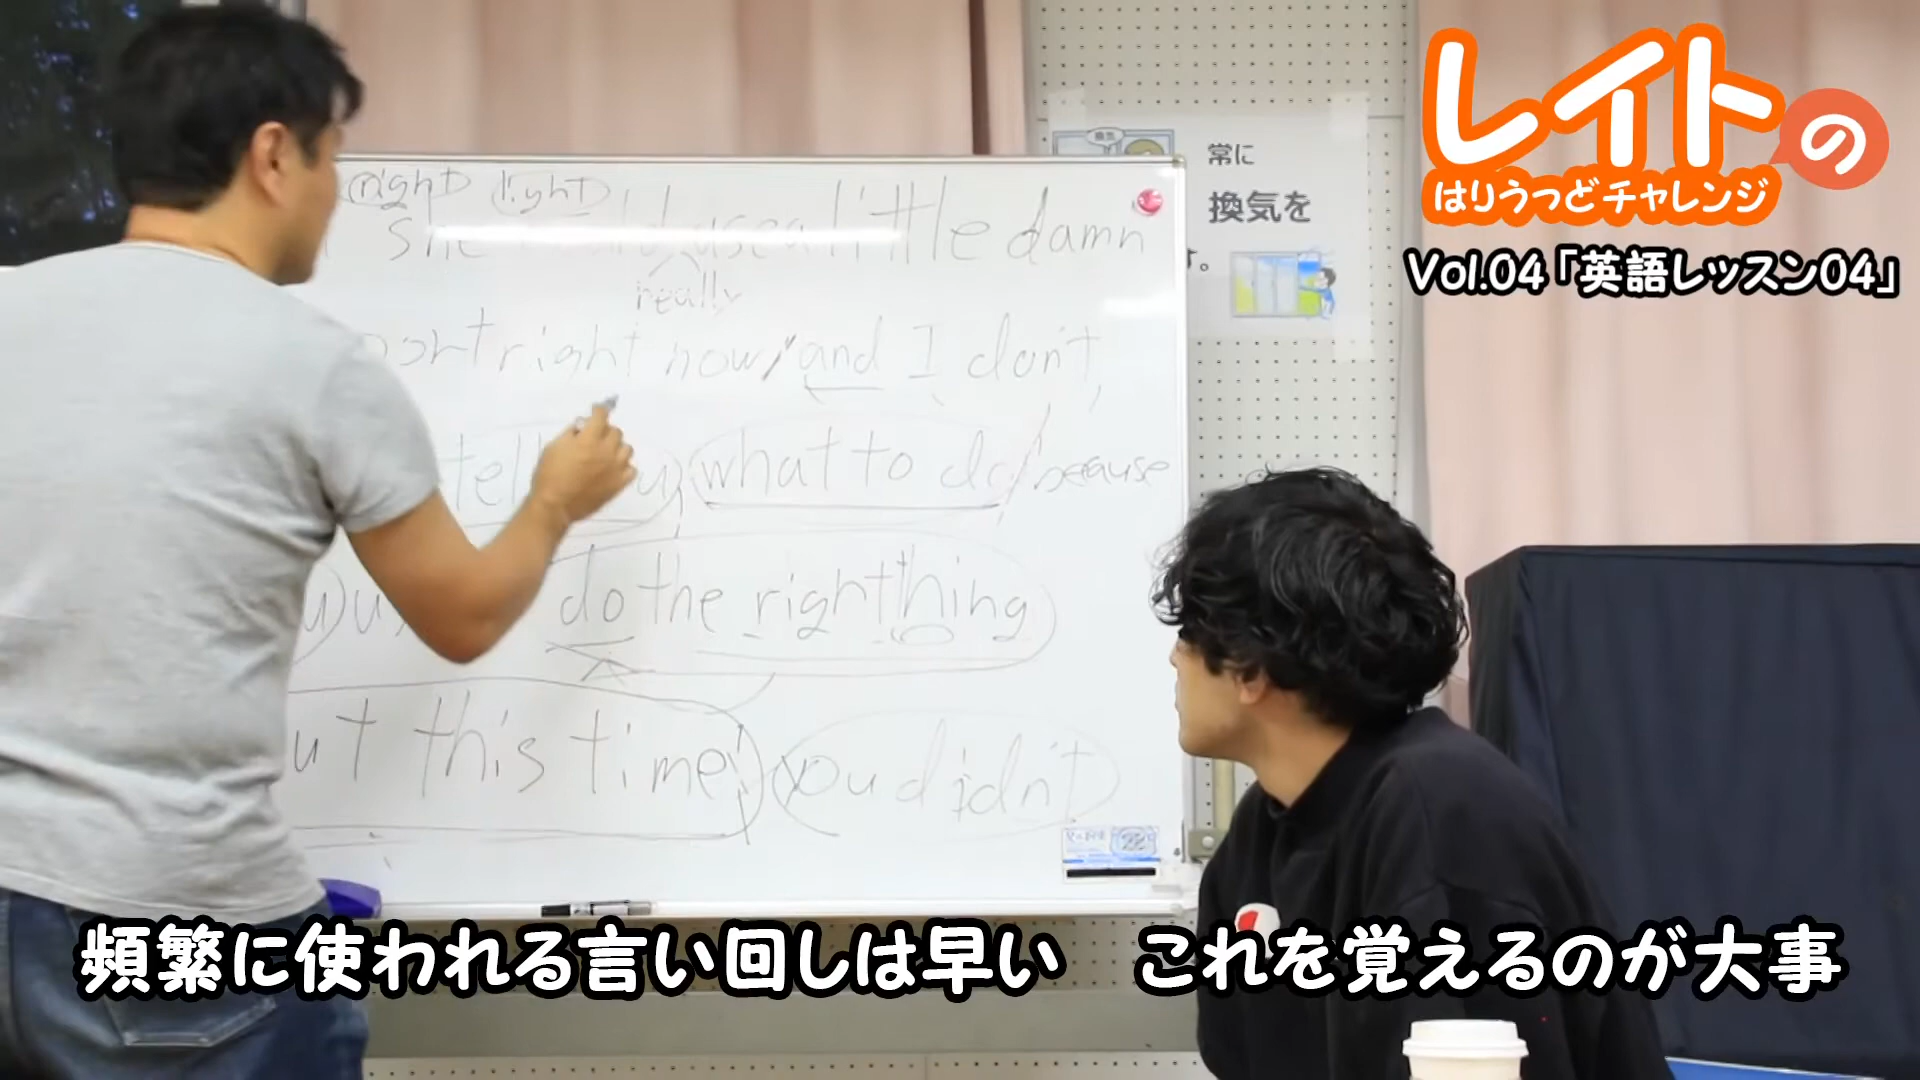 レイトの
はりうっどチャレンジ
Vol.04「英語レッスン04」
常に
換気を
right light
she use a little damn
really
right now, and I don't,
tell what to do because
do the right thing
this time, you didn't
頻繁に使われる言い回しは早い これを覚えるのが大事